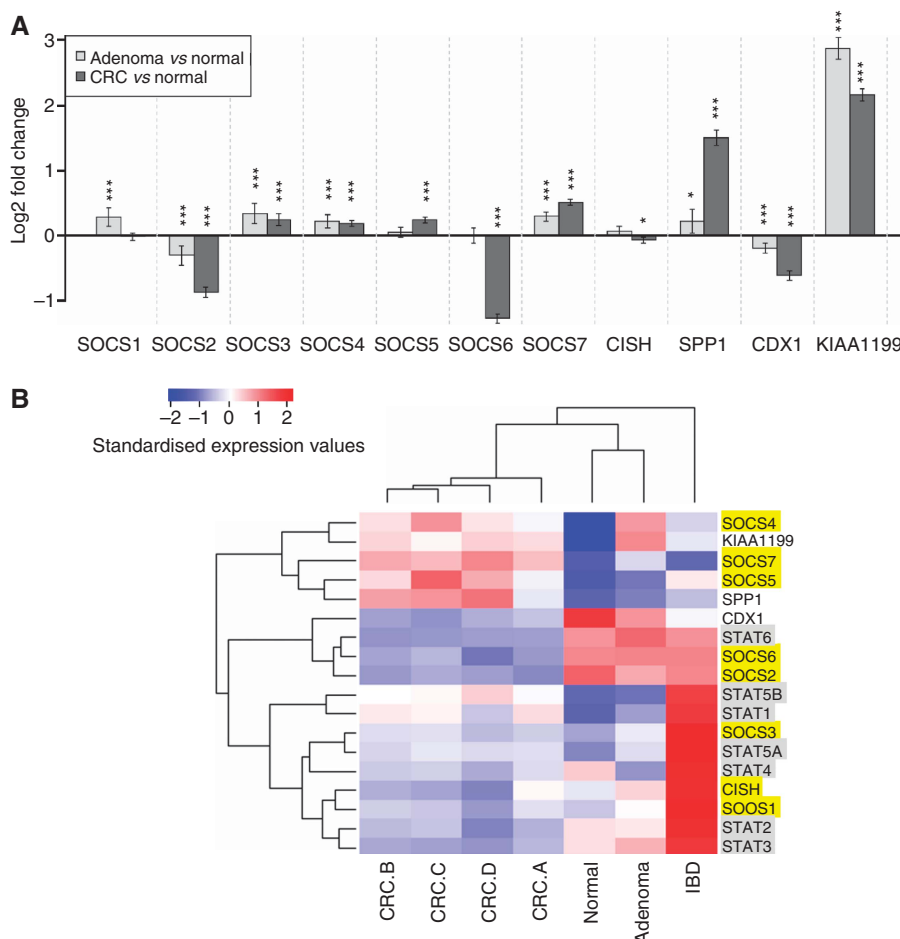 A
Adenoma vs normal
CRC vs normal
Log2 fold change
3
2
1
0
−1
*** *** *** *** *** *** *** *** *** *** *** * * *** *** *** *** ***
SOCS1 SOCS2 SOCS3 SOCS4 SOCS5 SOCS6 SOCS7 CISH SPP1 CDX1 KIAA1199
B
−2 −1 0 1 2
Standardised expression values
SOCS4
KIAA1199
SOCS7
SOCS5
SPP1
CDX1
STAT6
SOCS6
SOCS2
STAT5B
STAT1
SOCS3
STAT5A
STAT4
CISH
SOOS1
STAT2
STAT3
CRC.B CRC.C CRC.D CRC.A Normal Adenoma IBD